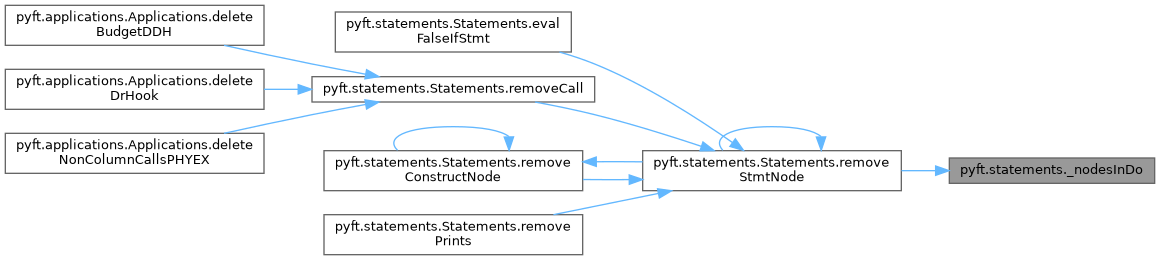 pyft.applications.Applications.delete
BudgetDDH
pyft.applications.Applications.delete
DrHook
pyft.applications.Applications.delete
NonColumnCallsPHYEX
pyft.statements.Statements.eval
FalseIfStmt
pyft.statements.Statements.removeCall
pyft.statements.Statements.remove
ConstructNode
pyft.statements.Statements.remove
Prints
pyft.statements.Statements.remove
StmtNode
pyft.statements._nodesInDo